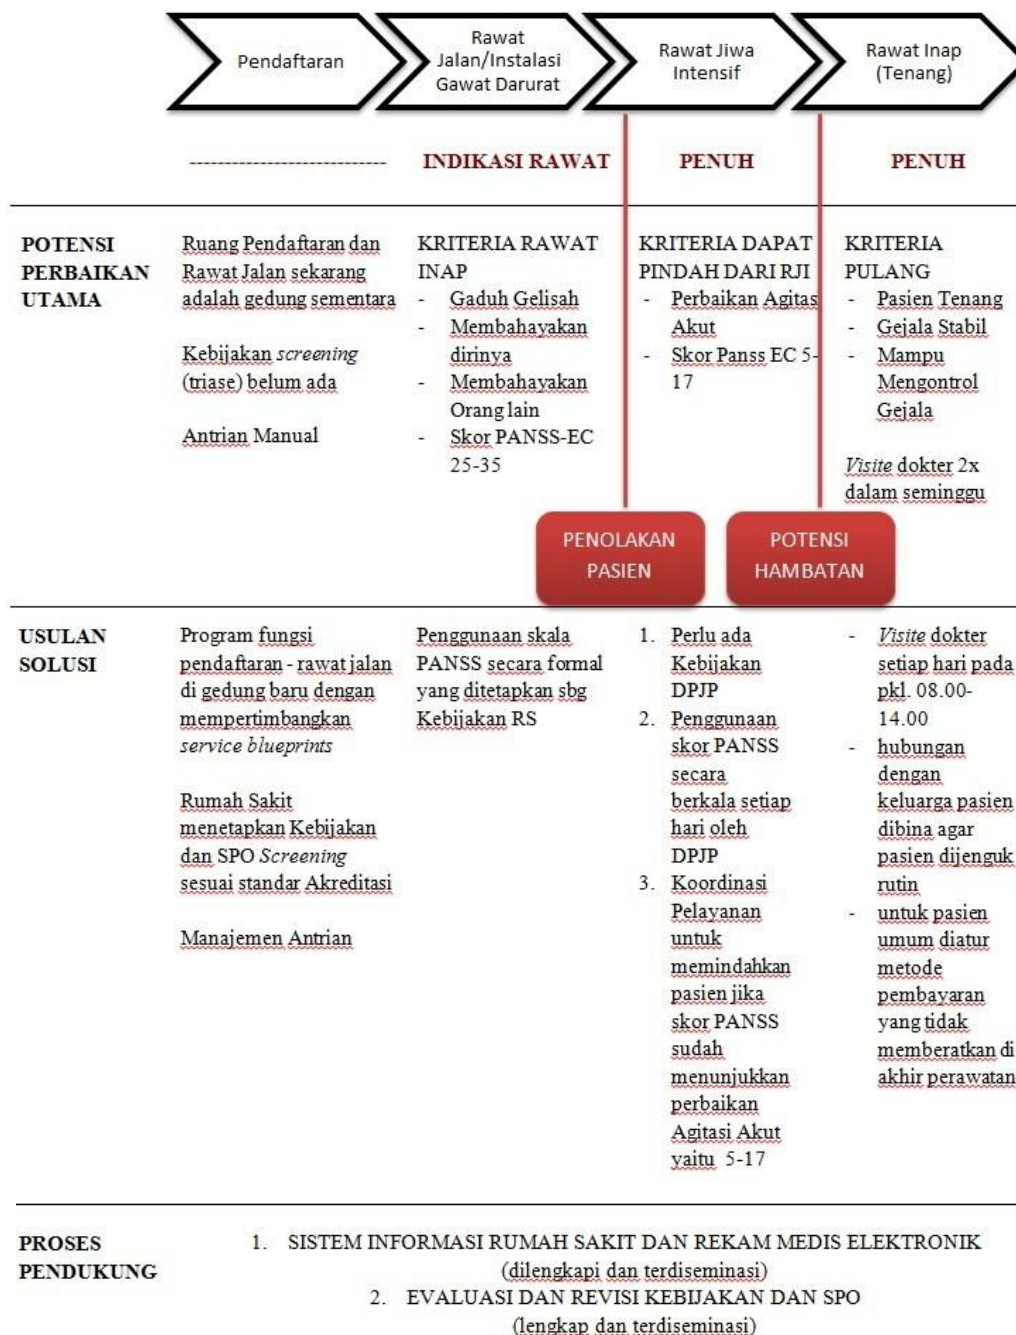 Pendaftaran
Rawat
Jalan/Instalasi
Gawat Darurat
Rawat Jiwa
Intensif
Rawat Inap
(Tenang)
----------------------------
INDIKASI RAWAT
PENUH
PENUH
POTENSI
PERBAIKAN
UTAMA
Ruang Pendaftaran dan
Rawat Jalan sekarang
adalah gedung sementara
Kebijakan screening
(triase) belum ada
Antrian Manual
KRITERIA RAWAT
INAP
- Gaduh Gelisah
- Membahayakan
dirinya
- Membahayakan
Orang lain
- Skor PANSS-EC
25-35
KRITERIA DAPAT
PINDAH DARI RJI
- Perbaikan Agitas
Akut
- Skor Panss EC 5-
17
KRITERIA
PULANG
- Pasien Tenang
- Gejala Stabil
- Mampu
Mengontrol
Gejala
Visite dokter 2x
dalam seminggu
PENOLAKAN
PASIEN
POTENSI
HAMBATAN
USULAN
SOLUSI
Program fungsi
pendaftaran - rawat jalan
di gedung baru dengan
mempertimbangkan
service blueprints
Rumah Sakit
menetapkan Kebijakan
dan SPO Screening
sesuai standar Akreditasi
Manajemen Antrian
Penggunaan skala
PANSS secara formal
yang ditetapkan sbg
Kebijakan RS
1. Perlu ada
Kebijakan
DPJP
2. Penggunaan
skor PANSS
secara
berkala setiap
hari oleh
DPJP
3. Koordinasi
Pelayanan
untuk
memindahkan
pasien jika
skor PANSS
sudah
menunjukkan
perbaikan
Agitasi Akut
yaitu 5-17
- Visite dokter
setiap hari pada
pkl. 08.00-
14.00
- hubungan
dengan
keluarga pasien
dibina agar
pasien dijenguk
rutin
- untuk pasien
umum diatur
metode
pembayaran
yang tidak
memberatkan di
akhir perawatan
PROSES
PENDUKUNG
1. SISTEM INFORMASI RUMAH SAKIT DAN REKAM MEDIS ELEKTRONIK
(dilengkapi dan terdiseminasi)
2. EVALUASI DAN REVISI KEBIJAKAN DAN SPO
(lengkap dan terdiseminasi)